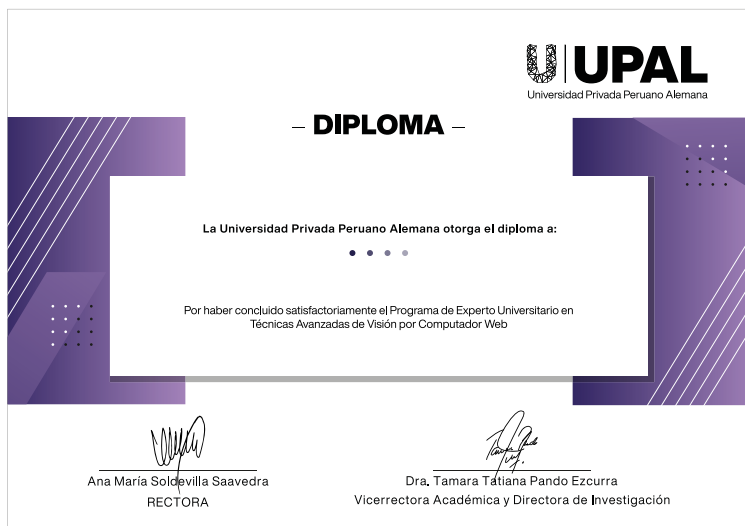 UPAL
Universidad Privada Peruano Alemana
– DIPLOMA –
La Universidad Privada Peruano Alemana otorga el diploma a:
Por haber concluido satisfactoriamente el Programa de Experto Universitario en
Técnicas Avanzadas de Visión por Computador Web
Ana María Soldevilla Saavedra
RECTORA
Dra. Tamara Tatiana Pando Ezcurra
Vicerrectora Académica y Directora de Investigación